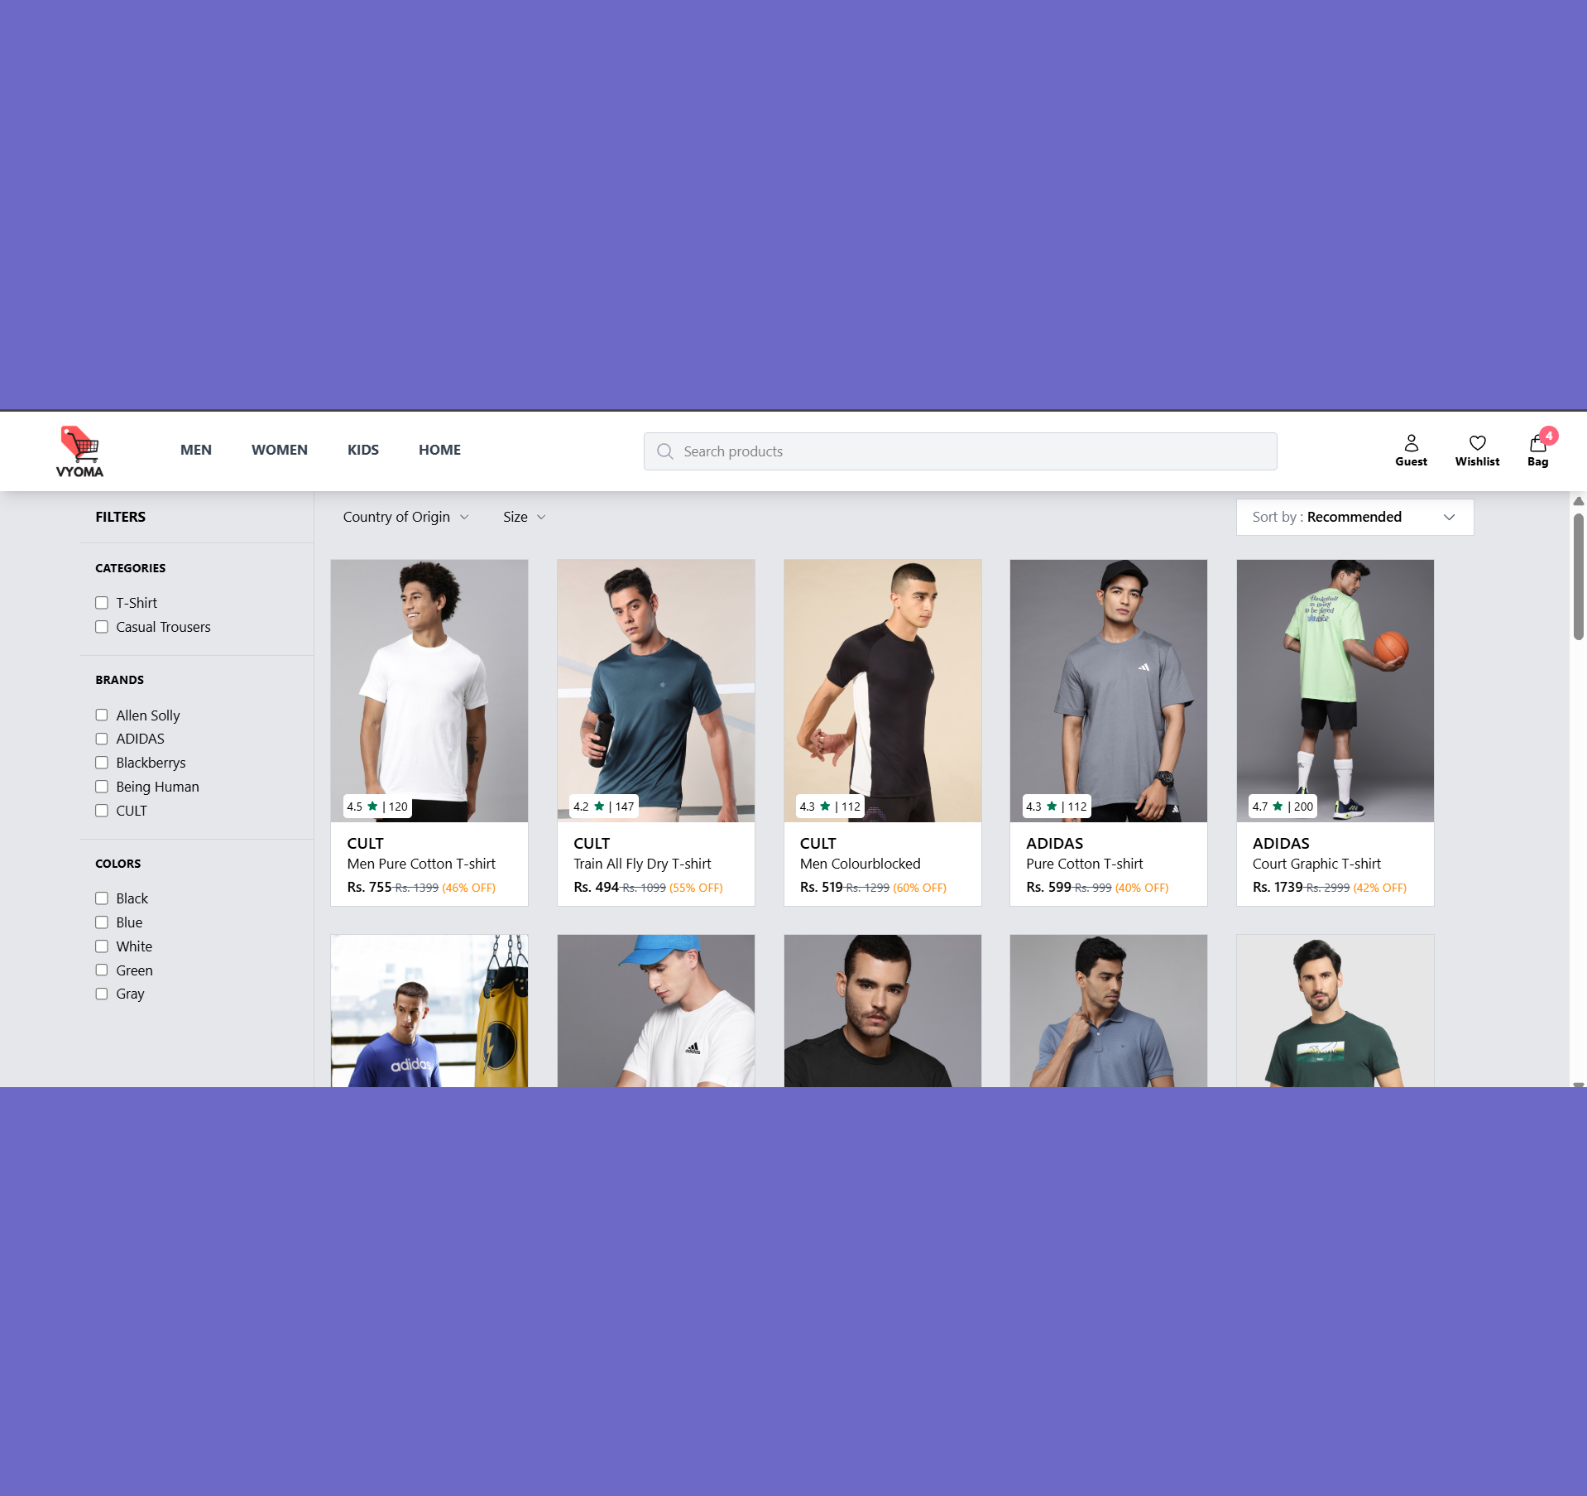 VYOMA
MEN WOMEN KIDS HOME
Search products
Guest
Wishlist
4
Bag
FILTERS
Country of Origin
Size
Sort by : Recommended
CATEGORIES
T-Shirt
Casual Trousers
BRANDS
Allen Solly
ADIDAS
Blackberrys
Being Human
CULT
COLORS
Black
Blue
White
Green
Gray
4.5 ★ | 120
CULT
Men Pure Cotton T-shirt
Rs. 755 Rs. 1399 (46% OFF)
4.2 ★ | 147
CULT
Train All Fly Dry T-shirt
Rs. 494 Rs. 1099 (55% OFF)
4.3 ★ | 112
CULT
Men Colourblocked
Rs. 519 Rs. 1299 (60% OFF)
4.3 ★ | 112
ADIDAS
Pure Cotton T-shirt
Rs. 599 Rs. 999 (40% OFF)
4.7 ★ | 200
ADIDAS
Court Graphic T-shirt
Rs. 1739 Rs. 2999 (42% OFF)
adidas